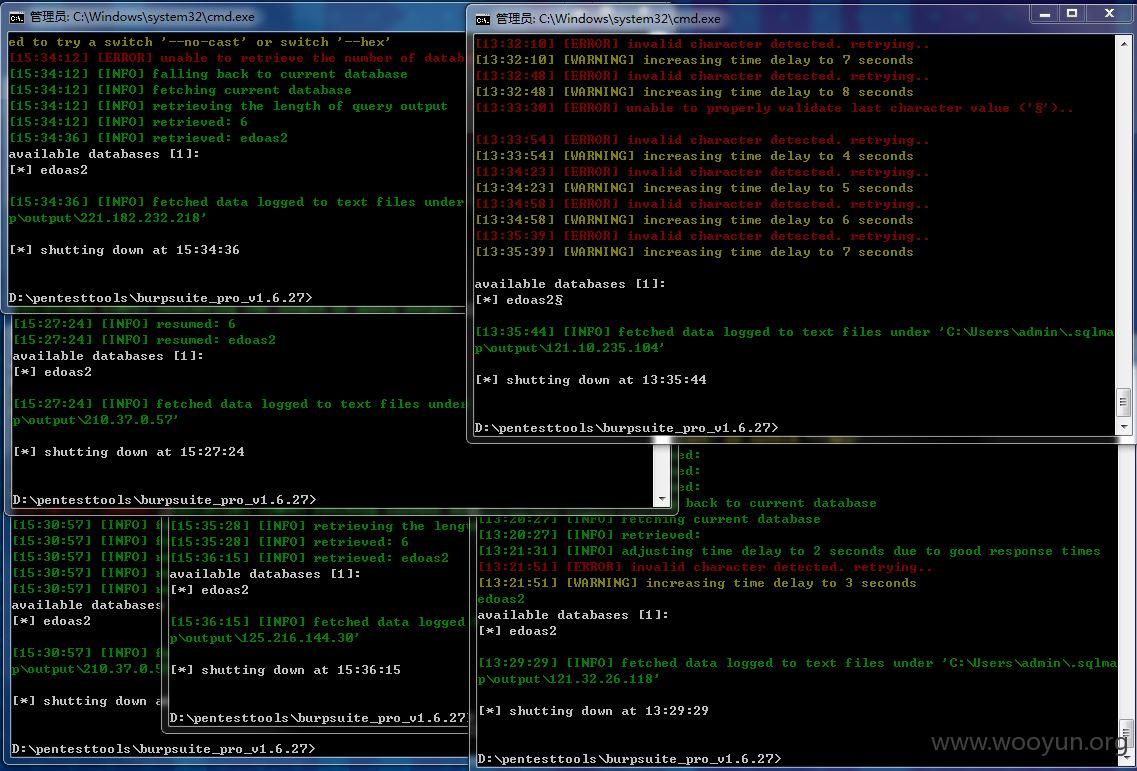 管理员: C:\Windows\system32\cmd.exe
ed to try a switch '--no-cast' or switch '--hex'
[15:34:12] [ERROR] unable to retrieve the number of datab
[15:34:12] [INFO] falling back to current database
[15:34:12] [INFO] fetching current database
[15:34:12] [INFO] retrieving the length of query output
[15:34:12] [INFO] retrieved: 6
[15:34:36] [INFO] retrieved: edoas2
available databases [1]:
[*] edoas2
[15:34:36] [INFO] fetched data logged to text files under
p\output\221.182.232.218'
[*] shutting down at 15:34:36
D:\pentesttools\burpsuite_pro_v1.6.27>
管理员: C:\Windows\system32\cmd.exe
[13:32:10] [ERROR] invalid character detected. retrying..
[13:32:10] [WARNING] increasing time delay to 7 seconds
[13:32:48] [ERROR] invalid character detected. retrying..
[13:32:48] [WARNING] increasing time delay to 8 seconds
[13:33:30] [ERROR] unable to properly validate last character value ('§')..
[13:33:54] [ERROR] invalid character detected. retrying..
[13:33:54] [WARNING] increasing time delay to 4 seconds
[13:34:23] [ERROR] invalid character detected. retrying..
[13:34:23] [WARNING] increasing time delay to 5 seconds
[13:34:58] [ERROR] invalid character detected. retrying..
[13:34:58] [WARNING] increasing time delay to 6 seconds
[13:35:39] [ERROR] invalid character detected. retrying..
[13:35:39] [WARNING] increasing time delay to 7 seconds
available databases [1]:
[*] edoas2§
[13:35:44] [INFO] fetched data logged to text files under 'C:\Users\admin\.sqlma
p\output\121.10.235.104'
[*] shutting down at 13:35:44
D:\pentesttools\burpsuite_pro_v1.6.27>
[15:27:24] [INFO] resumed: 6
[15:27:24] [INFO] resumed: edoas2
available databases [1]:
[*] edoas2
[15:27:24] [INFO] fetched data logged to text files under
p\output\210.37.0.57'
[*] shutting down at 15:27:24
D:\pentesttools\burpsuite_pro_v1.6.27>
[15:30:57] [INFO] f
[15:30:57] [INFO]
[15:30:57] [INFO]
[15:30:57] [INFO]
[15:30:57] [INFO]
available databases
[*] edoas2
[15:30:57] [INFO] f
p\output\210.37.0.5
[*] shutting down a
D:\pentesttools\burpsuite_pro_v1.6.27>
[15:35:28] [INFO] retrieving the leng
[15:35:28] [INFO] retrieved: 6
[15:36:15] [INFO] retrieved: edoas2
available databases [1]:
[*] edoas2
[15:36:15] [INFO] fetched data logged
p\output\125.216.144.30'
[*] shutting down at 15:36:15
D:\pentesttools\burpsuite_pro_v1.6.27
ed:
ed:
ed:
back to current database
[13:20:27] [INFO] fetching current database
[13:20:27] [INFO] retrieved:
[13:21:31] [INFO] adjusting time delay to 2 seconds due to good response times
[13:21:51] [ERROR] invalid character detected. retrying..
[13:21:51] [WARNING] increasing time delay to 3 seconds
edoas2
available databases [1]:
[*] edoas2
[13:29:29] [INFO] fetched data logged to text files under 'C:\Users\admin\.sqlma
p\output\121.32.26.118'
[*] shutting down at 13:29:29
D:\pentesttools\burpsuite_pro_v1.6.27>
www.wooyun.org